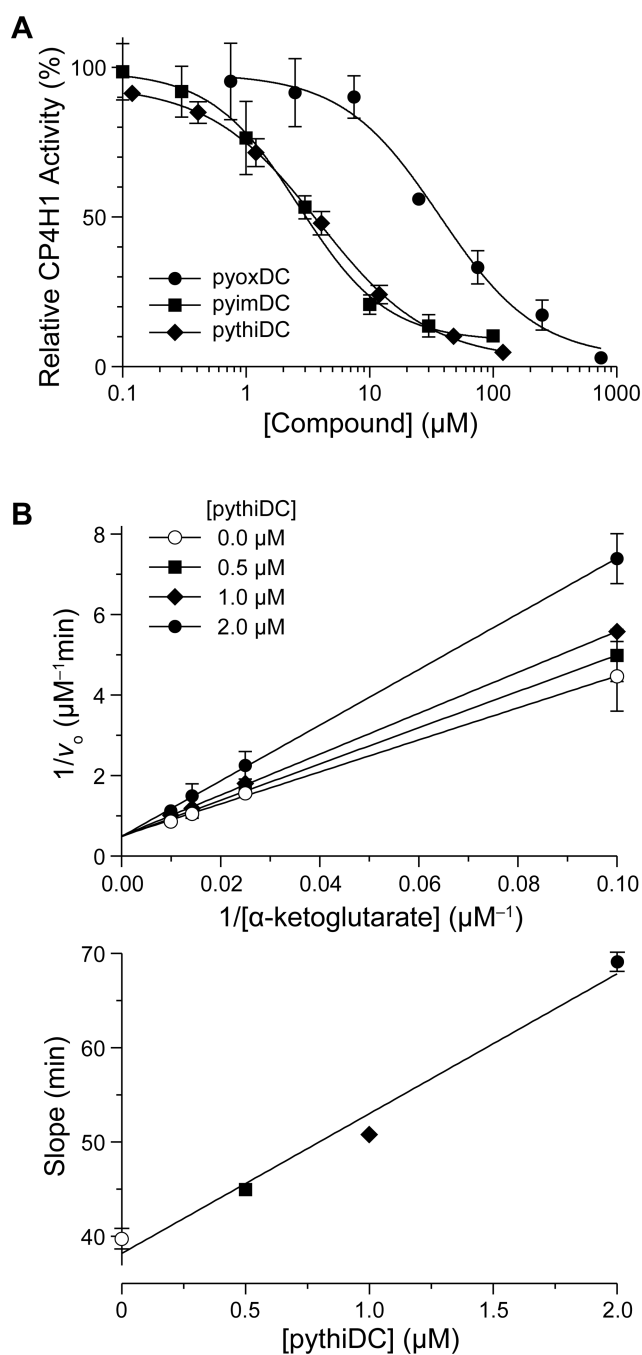 A
Relative CP4H1 Activity (%)
100
50
0
pyoxDC
pyimDC
pythiDC
0.1 1 10 100 1000
[Compound] (µM)
B
[pythiDC]
0.0 µM
0.5 µM
1.0 µM
2.0 µM
1/vₒ (µM⁻¹min)
8
6
4
2
0
0.00 0.02 0.04 0.06 0.08 0.10
1/[α-ketoglutarate] (µM⁻¹)
Slope (min)
70
60
50
40
0 0.5 1.0 1.5 2.0
[pythiDC] (µM)